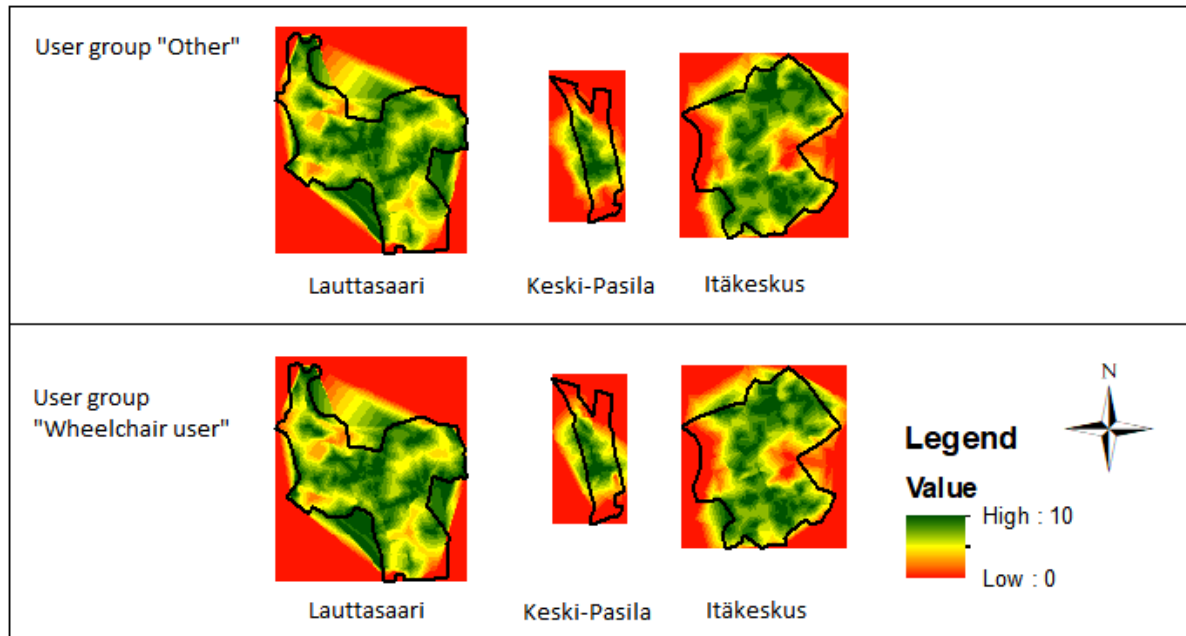 User group "Other"
Lauttasaari
Keski-Pasila
Itäkeskus
User group
"Wheelchair user"
Lauttasaari
Keski-Pasila
Itäkeskus
N
Legend
Value
High : 10
Low : 0